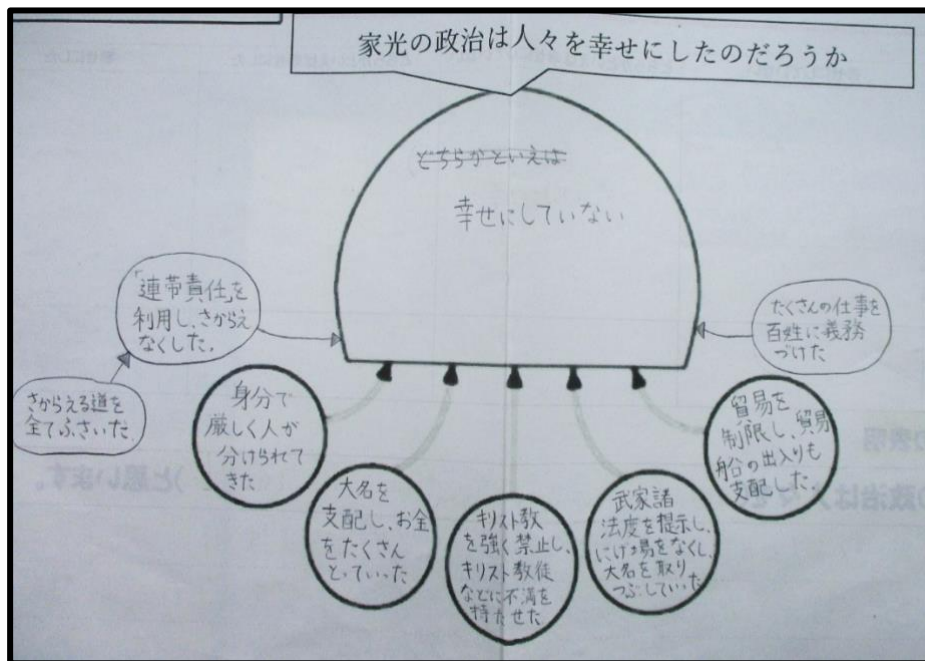 家光の政治は人々を幸せにしたのだろうか
どちらかといえば
幸せにしていない
「連帯責任」を
利用し、さからえ
なくした。
さからえる道を
全てふさいだ。
たくさんの仕事を
百姓に義務
づけた
身分で
厳しく人が
分けられて
きた
大名を
支配し、お金
をたくさん
とっていった
キリスト教
を強く禁止し、
キリスト教徒
などに不満を
持たせた
武家諸
法度を提示し、
にげ場をなくし、
大名を取り
つぶしていった
貿易を
制限し、貿易
船の出入りも
支配した。